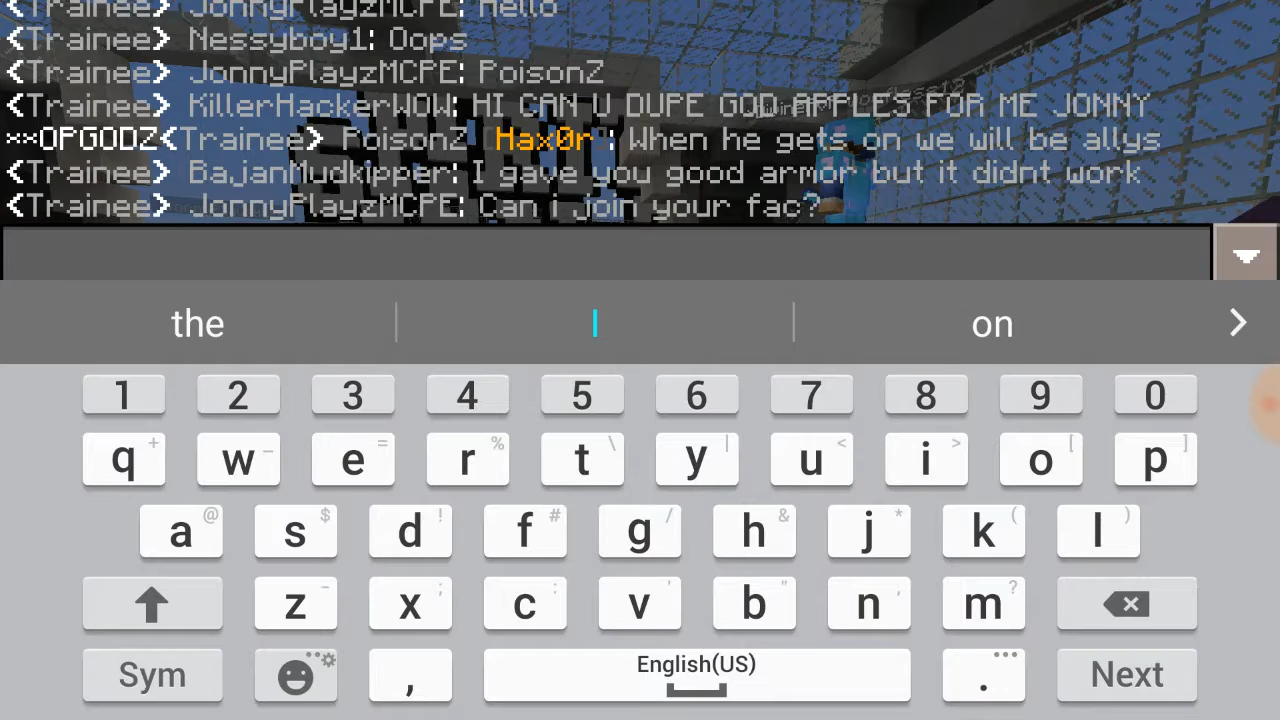 <Trainee> JonnyPlayzMCPE: Hello
<Trainee> Nessyboy1: Oops
<Trainee> JonnyPlayzMCPE: PoisonZ
<Trainee> KillerHackerWOW: HI CAN U DUPE GOD APPLES FOR ME JONNY
××OPGODZ<Trainee> PoisonZ Hax0r : When he gets on we will be allys
<Trainee> BajanMudkipper: I gave you good armor but it didnt work
<Trainee> JonnyPlayzMCPE: Can i join your fac?
the I on
1 2 3 4 5 6 7 8 9 0
q + w - e = r % t \ y | u < i > o [ p ]
a @ s $ d ! f # g / h & j * k ( l )
z - x ; c : v ' b " n , m ?
Sym , English(US) . Next